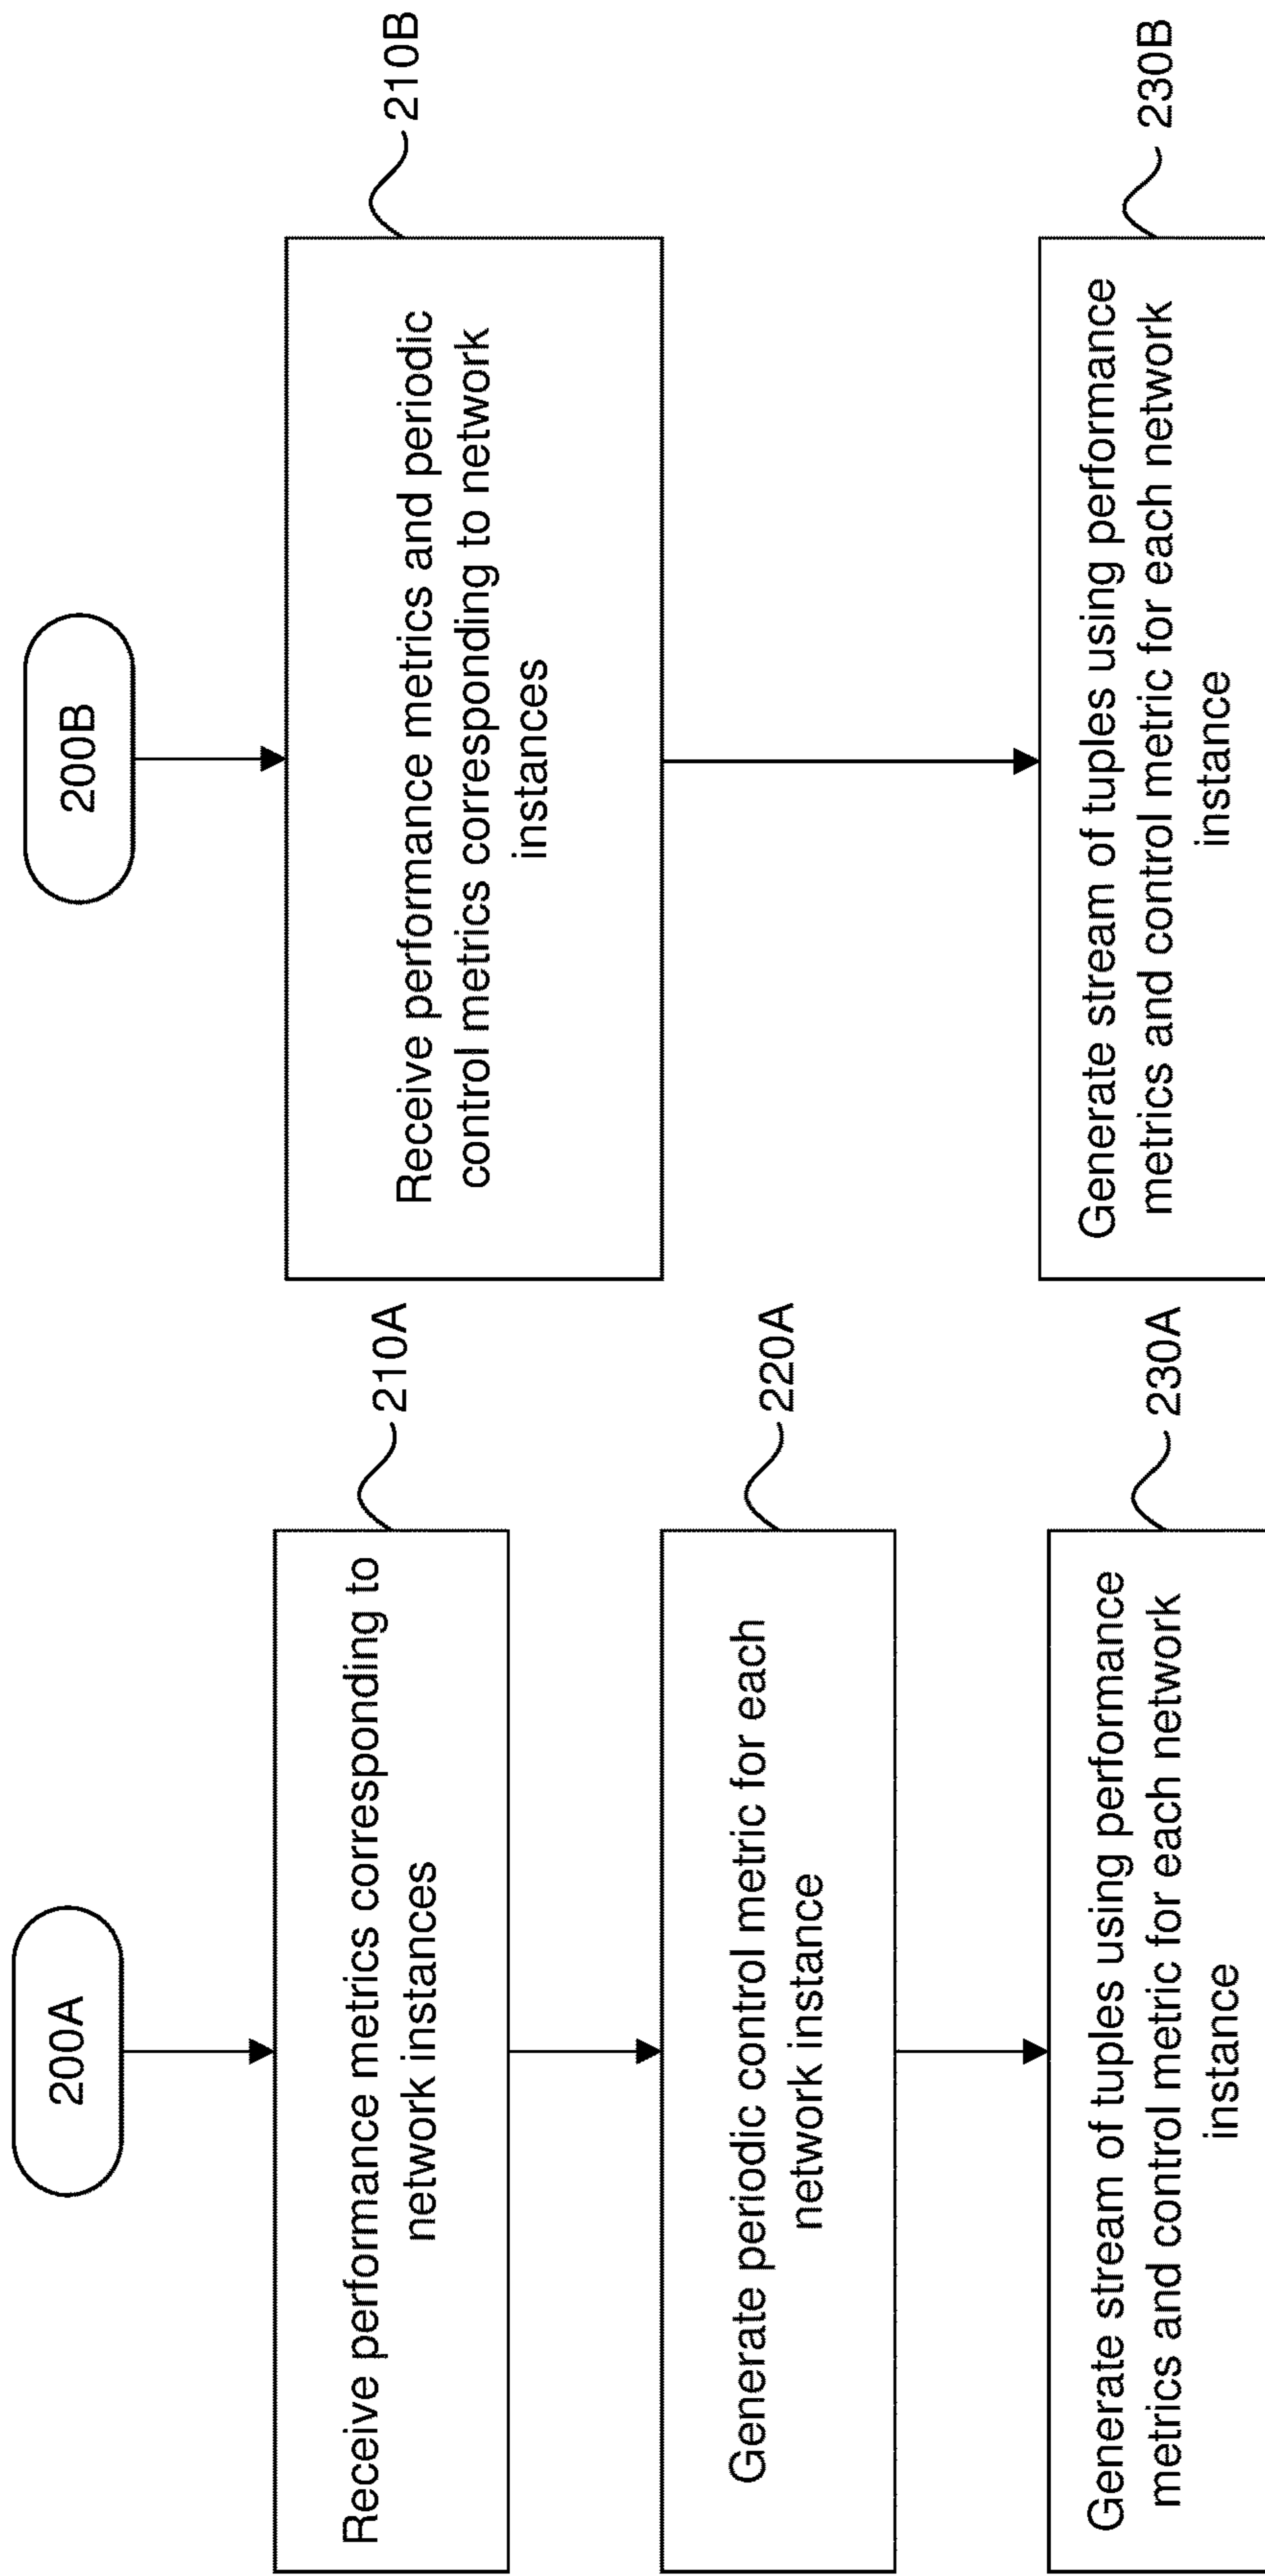 200A
Receive performance metrics corresponding to
network instances
210A
Generate periodic control metric for each
network instance
220A
Generate stream of tuples using performance
metrics and control metric for each network
instance
230A
200B
Receive performance metrics and periodic
control metrics corresponding to network
instances
210B
Generate stream of tuples using performance
metrics and control metric for each network
instance
230B